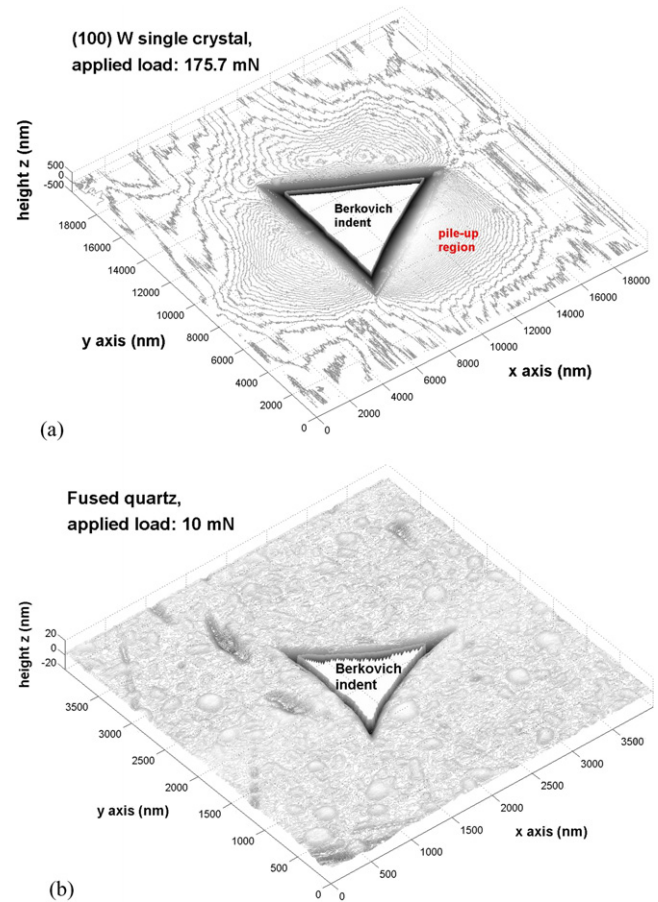 (100) W single crystal,
applied load: 175.7 mN
height z (nm)
500
0
-500
18000
16000
14000
12000
10000
8000
6000
4000
2000
0
y axis (nm)
Berkovich
indent
pile-up
region
0
2000
4000
6000
8000
10000
12000
14000
16000
18000
x axis (nm)
(a)
Fused quartz,
applied load: 10 mN
height z (nm)
20
0
-20
3500
3000
2500
2000
1500
1000
500
0
y axis (nm)
Berkovich
indent
0
500
1000
1500
2000
2500
3000
3500
x axis (nm)
(b)